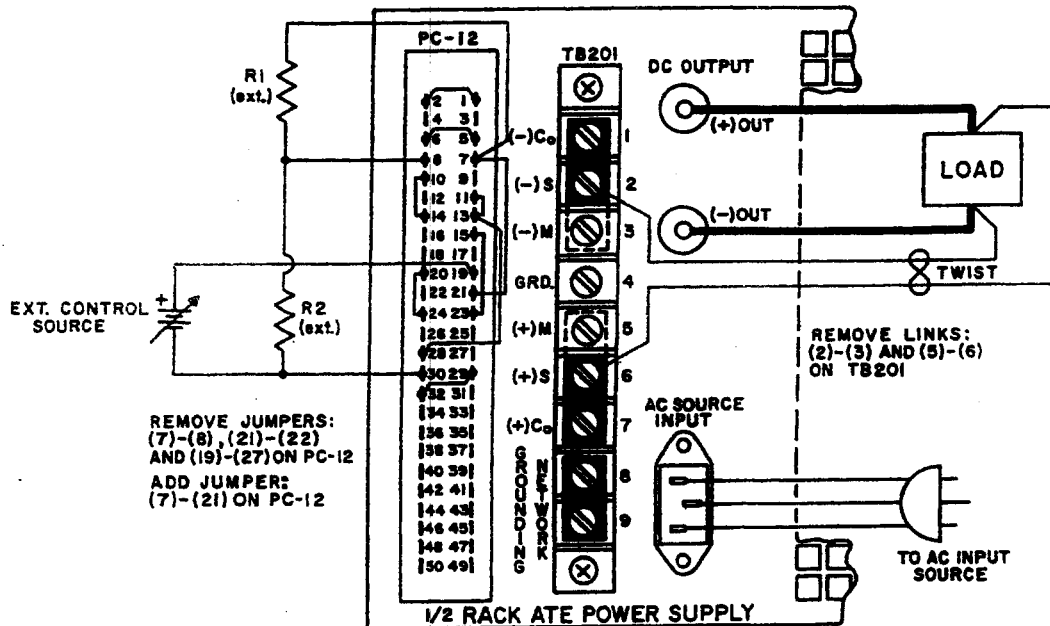 PC-12
TB201
DC OUTPUT
R1
(ext.)
(+)OUT
LOAD
(-)OUT
TWIST
2 1
4 3
6 5
8 7
10 9
12 11
14 13
16 15
18 17
20 19
22 21
24 23
26 25
28 27
30 29
32 31
34 33
36 35
38 37
40 39
42 41
44 43
46 45
48 47
50 49
(-)Co 1
(-)S 2
(-)M 3
GRD. 4
(+)M 5
(+)S 6
(+)Co 7
8
9
GROUNDING
NETWORK
EXT. CONTROL
SOURCE
+
R2
(ext.)
REMOVE LINKS:
(2)-(3) AND (5)-(6)
ON TB201
AC SOURCE
INPUT
REMOVE JUMPERS:
(7)-(8), (21)-(22)
AND (19)-(27) ON PC-12
ADD JUMPER:
(7)-(21) ON PC-12
TO AC INPUT
SOURCE
1/2 RACK ATE POWER SUPPLY